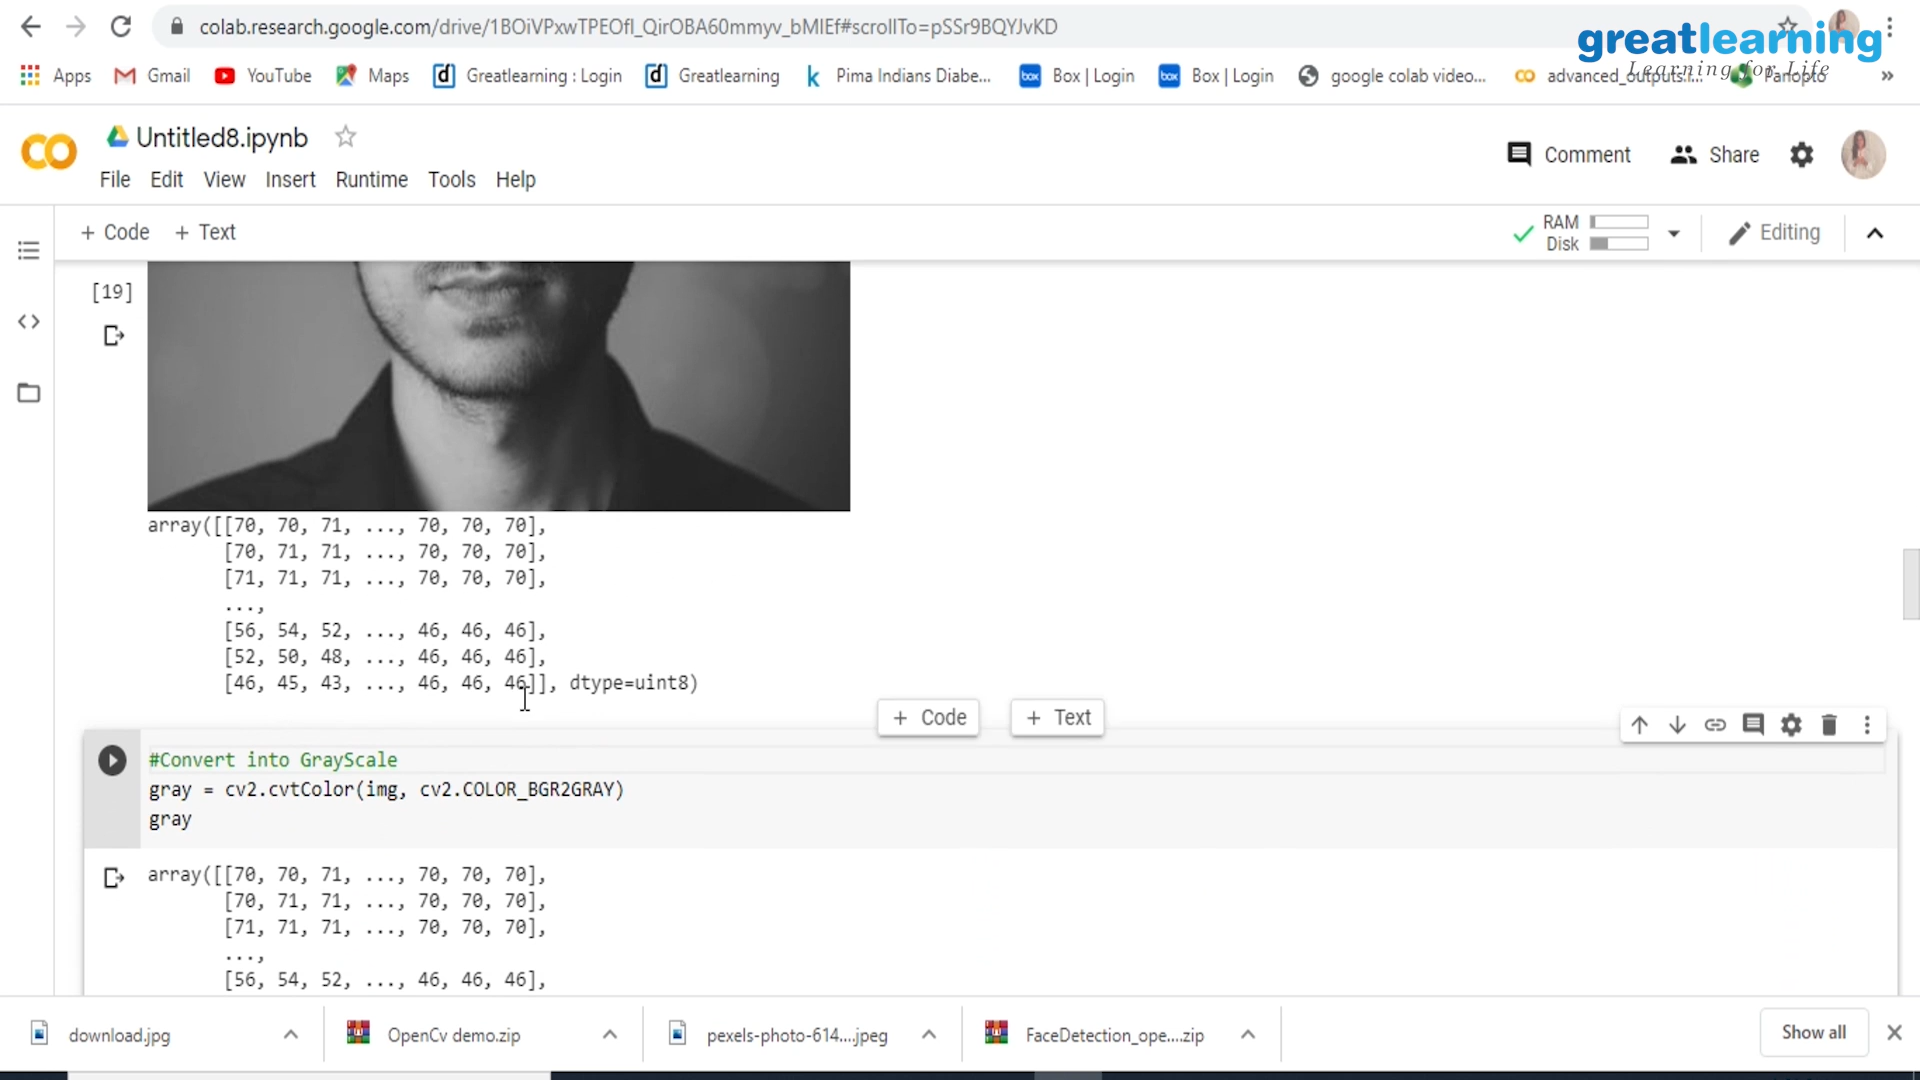 colab.research.google.com/drive/1BOiVPxwTPEOfl_QirOBA60mmyv_bMIEf#scrollTo=pSSr9BQYJvKD
greatlearning
Learning for Life
Apps Gmail YouTube Maps Greatlearning : Login Greatlearning Pima Indians Diabe... Box | Login Box | Login google colab video... advanced_outputs.i... Panopto »
Untitled8.ipynb
Comment Share
File Edit View Insert Runtime Tools Help
+ Code + Text
RAM
Disk
Editing
[19]
array([[70, 70, 71, ..., 70, 70, 70],
[70, 71, 71, ..., 70, 70, 70],
[71, 71, 71, ..., 70, 70, 70],
...,
[56, 54, 52, ..., 46, 46, 46],
[52, 50, 48, ..., 46, 46, 46],
[46, 45, 43, ..., 46, 46, 46]], dtype=uint8)
+ Code + Text
#Convert into GrayScale
gray = cv2.cvtColor(img, cv2.COLOR_BGR2GRAY)
gray
array([[70, 70, 71, ..., 70, 70, 70],
[70, 71, 71, ..., 70, 70, 70],
[71, 71, 71, ..., 70, 70, 70],
...,
[56, 54, 52, ..., 46, 46, 46],
download.jpg OpenCv demo.zip pexels-photo-614....jpeg FaceDetection_ope....zip Show all